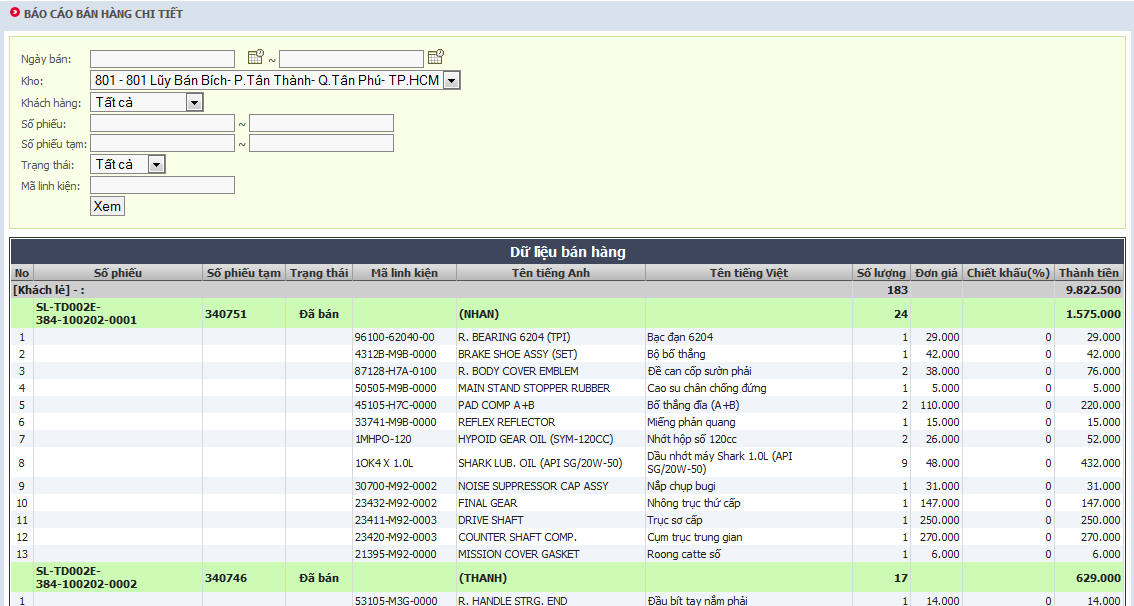 BÁO CÁO BÁN HÀNG CHI TIẾT
Ngày bán: ~
Kho: 801 - 801 Lũy Bán Bích- P.Tân Thành- Q.Tân Phú- TP.HCM
Khách hàng: Tất cả
Số phiếu: ~
Số phiếu tạm: ~
Trạng thái: Tất cả
Mã linh kiện:
Xem
Dữ liệu bán hàng
No Số phiếu Số phiếu tạm Trạng thái Mã linh kiện Tên tiếng Anh Tên tiếng Việt Số lượng Đơn giá Chiết khấu(%) Thành tiền
[Khách lẻ] - : 183 9.822.500
SL-TD002E-
384-100202-0001 340751 Đã bán (NHAN) 24 1.575.000
1 96100-62040-00 R. BEARING 6204 (TPI) Bạc đạn 6204 1 29.000 0 29.000
2 4312B-M9B-0000 BRAKE SHOE ASSY (SET) Bộ bố thắng 1 42.000 0 42.000
3 87128-H7A-0100 R. BODY COVER EMBLEM Đề can cốp sườn phải 2 38.000 0 76.000
4 50505-M9B-0000 MAIN STAND STOPPER RUBBER Cao su chân chống đứng 1 5.000 0 5.000
5 45105-H7C-0000 PAD COMP A+B Bố thắng đĩa (A+B) 2 110.000 0 220.000
6 33741-M9B-0000 REFLEX REFLECTOR Miếng phản quang 1 15.000 0 15.000
7 1MHPO-120 HYPOID GEAR OIL (SYM-120CC) Nhớt hộp số 120cc 2 26.000 0 52.000
8 1OK4 X 1.0L SHARK LUB. OIL (API SG/20W-50) Dầu nhớt máy Shark 1.0L (API
SG/20W-50) 9 48.000 0 432.000
9 30700-M92-0002 NOISE SUPPRESSOR CAP ASSY Nắp chụp bugi 1 31.000 0 31.000
10 23432-M92-0002 FINAL GEAR Nhông trục thứ cấp 1 147.000 0 147.000
11 23411-M92-0003 DRIVE SHAFT Trục sơ cấp 1 250.000 0 250.000
12 23420-M92-0003 COUNTER SHAFT COMP. Cụm trục trung gian 1 270.000 0 270.000
13 21395-M92-0000 MISSION COVER GASKET Roong catte số 1 6.000 0 6.000
SL-TD002E-
384-100202-0002 340746 Đã bán (THANH) 17 629.000
1 53105-M3G-0000 R. HANDLE STRG. END Đầu bít tay nắm phải 1 14.000 0 14.000